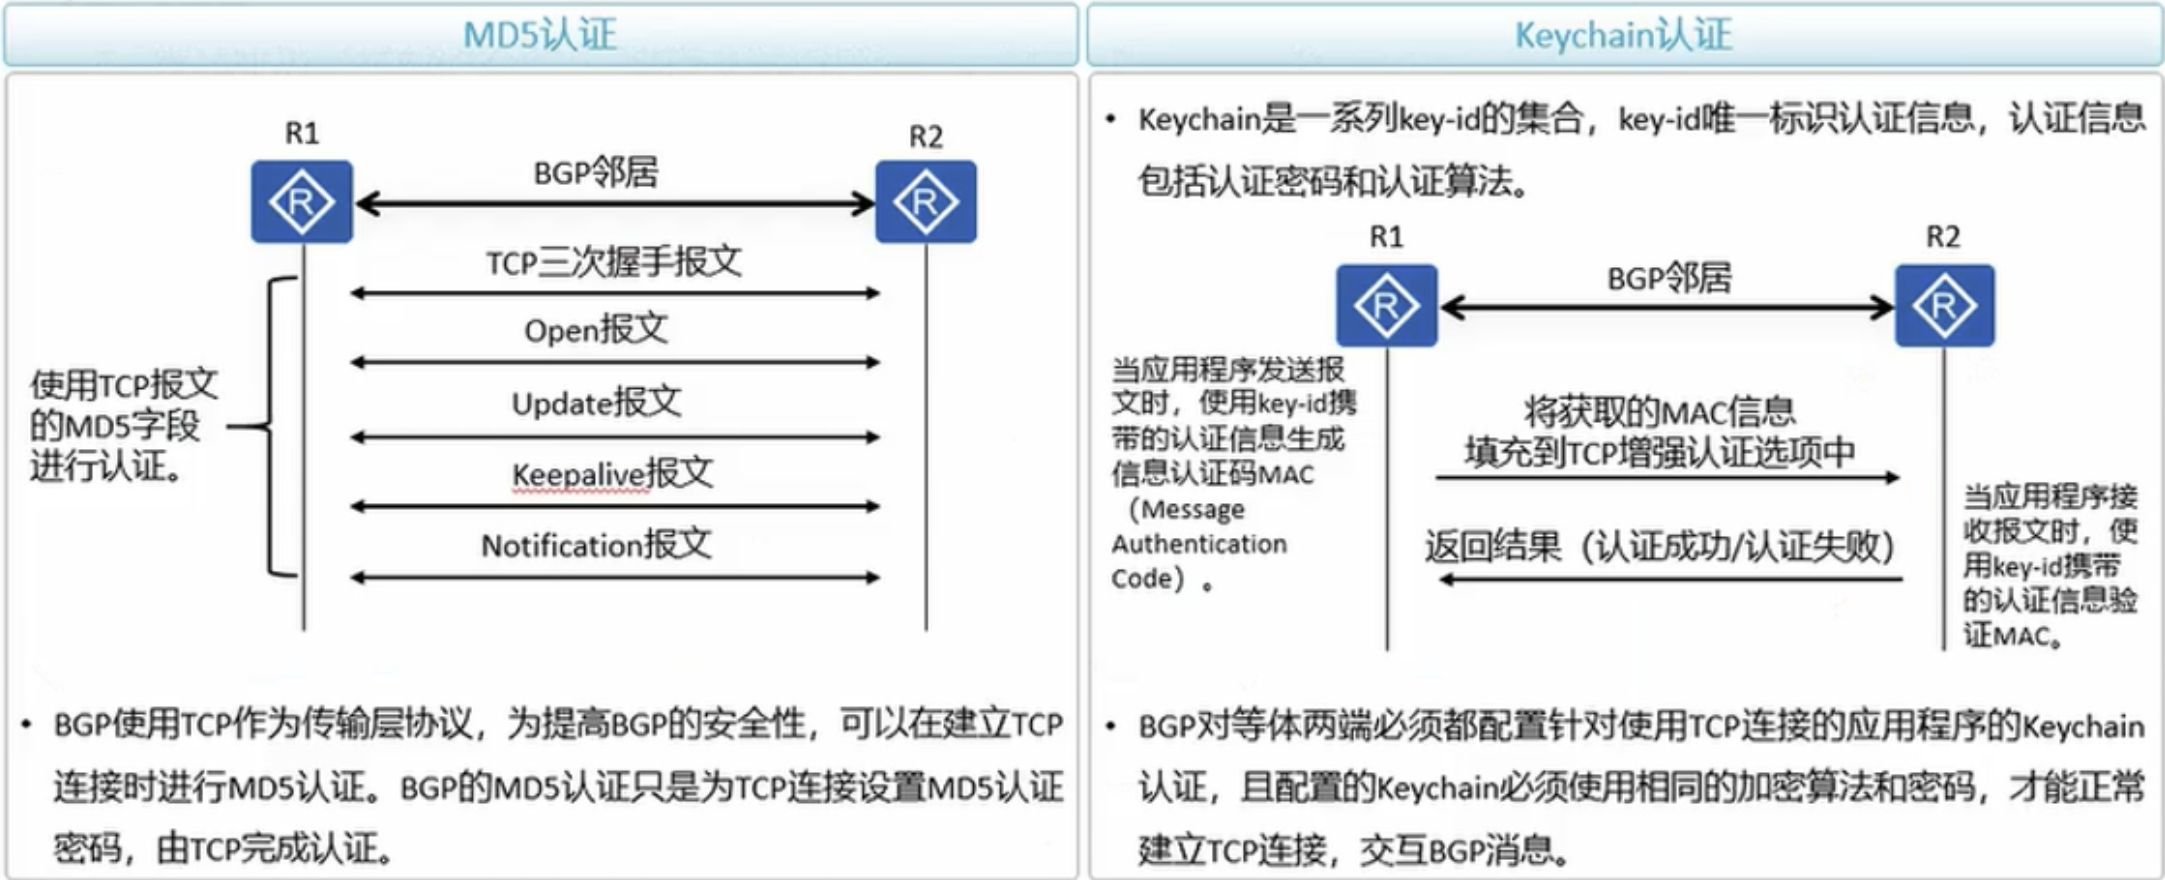 MD5认证
R1
R2
BGP邻居
TCP三次握手报文
Open报文
Update报文
Keepalive报文
Notification报文
使用TCP报文
的MD5字段
进行认证。
• BGP使用TCP作为传输层协议，为提高BGP的安全性，可以在建立TCP
连接时进行MD5认证。BGP的MD5认证只是为TCP连接设置MD5认证
密码，由TCP完成认证。
Keychain认证
• Keychain是一系列key-id的集合，key-id唯一标识认证信息，认证信息
包括认证密码和认证算法。
R1
R2
BGP邻居
当应用程序发送报
文时，使用key-id携
带的认证信息生成
信息认证码MAC
（Message
Authentication
Code）。
将获取的MAC信息
填充到TCP增强认证选项中
返回结果（认证成功/认证失败）
当应用程序接
收报文时，使
用key-id携带
的认证信息验
证MAC。
• BGP对等体两端必须都配置针对使用TCP连接的应用程序的Keychain
认证，且配置的Keychain必须使用相同的加密算法和密码，才能正常
建立TCP连接，交互BGP消息。